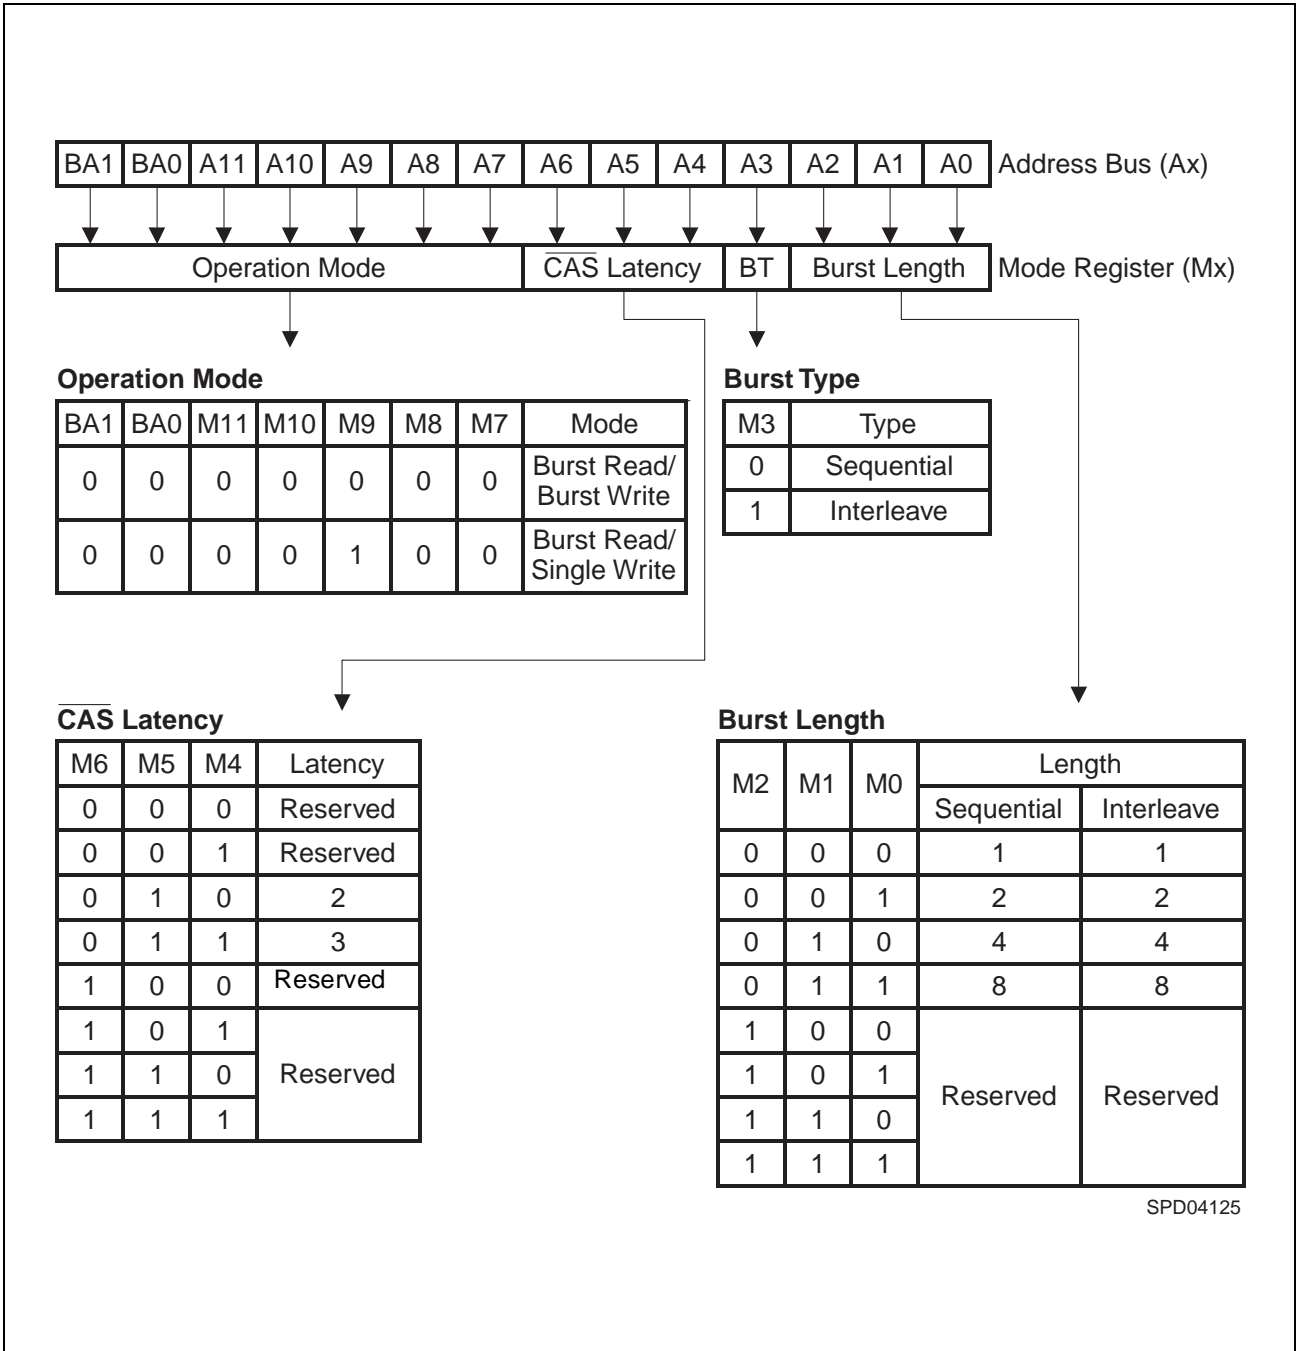 BA1 BA0 A11 A10 A9 A8 A7 A6 A5 A4 A3 A2 A1 A0 Address Bus (Ax)
Operation Mode CAS Latency BT Burst Length Mode Register (Mx)
Operation Mode
BA1 BA0 M11 M10 M9 M8 M7 Mode
0 0 0 0 0 0 0 Burst Read/
Burst Write
0 0 0 0 1 0 0 Burst Read/
Single Write
Burst Type
M3 Type
0 Sequential
1 Interleave
CAS Latency
M6 M5 M4 Latency
0 0 0 Reserved
0 0 1 Reserved
0 1 0 2
0 1 1 3
1 0 0 Reserved
1 0 1
1 1 0 Reserved
1 1 1
Burst Length
M2 M1 M0 Length
Sequential Interleave
0 0 0 1 1
0 0 1 2 2
0 1 0 4 4
0 1 1 8 8
1 0 0
1 0 1 Reserved Reserved
1 1 0
1 1 1
SPD04125